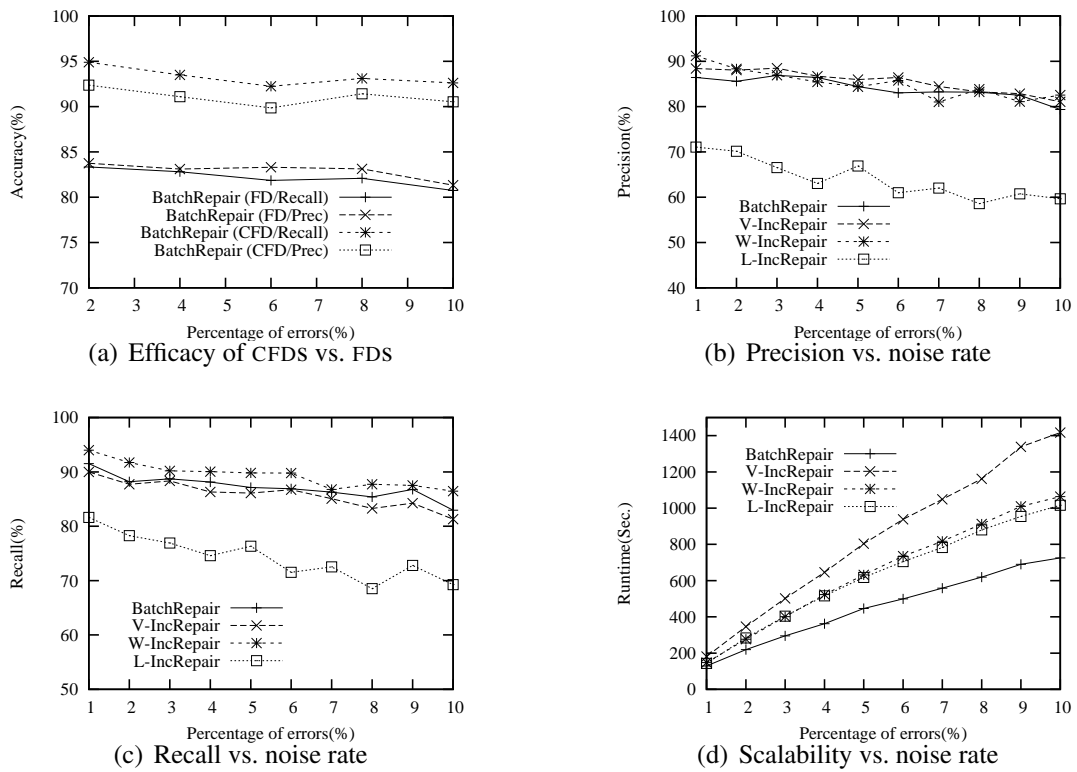 100
95
90
85
80
75
70
Accuracy(%)
BatchRepair (FD/Recall)
BatchRepair (FD/Prec)
BatchRepair (CFD/Recall)
BatchRepair (CFD/Prec)
2 3 4 5 6 7 8 9 10
Percentage of errors(%)
(a) Efficacy of CFDS vs. FDS
100
90
80
70
60
50
40
Precision(%)
BatchRepair
V-IncRepair
W-IncRepair
L-IncRepair
1 2 3 4 5 6 7 8 9 10
Percentage of errors(%)
(b) Precision vs. noise rate
100
90
80
70
60
50
Recall(%)
BatchRepair
V-IncRepair
W-IncRepair
L-IncRepair
1 2 3 4 5 6 7 8 9 10
Percentage of errors(%)
(c) Recall vs. noise rate
1400
1200
1000
800
600
400
200
0
Runtime(Sec.)
BatchRepair
V-IncRepair
W-IncRepair
L-IncRepair
1 2 3 4 5 6 7 8 9 10
Percentage of errors(%)
(d) Scalability vs. noise rate